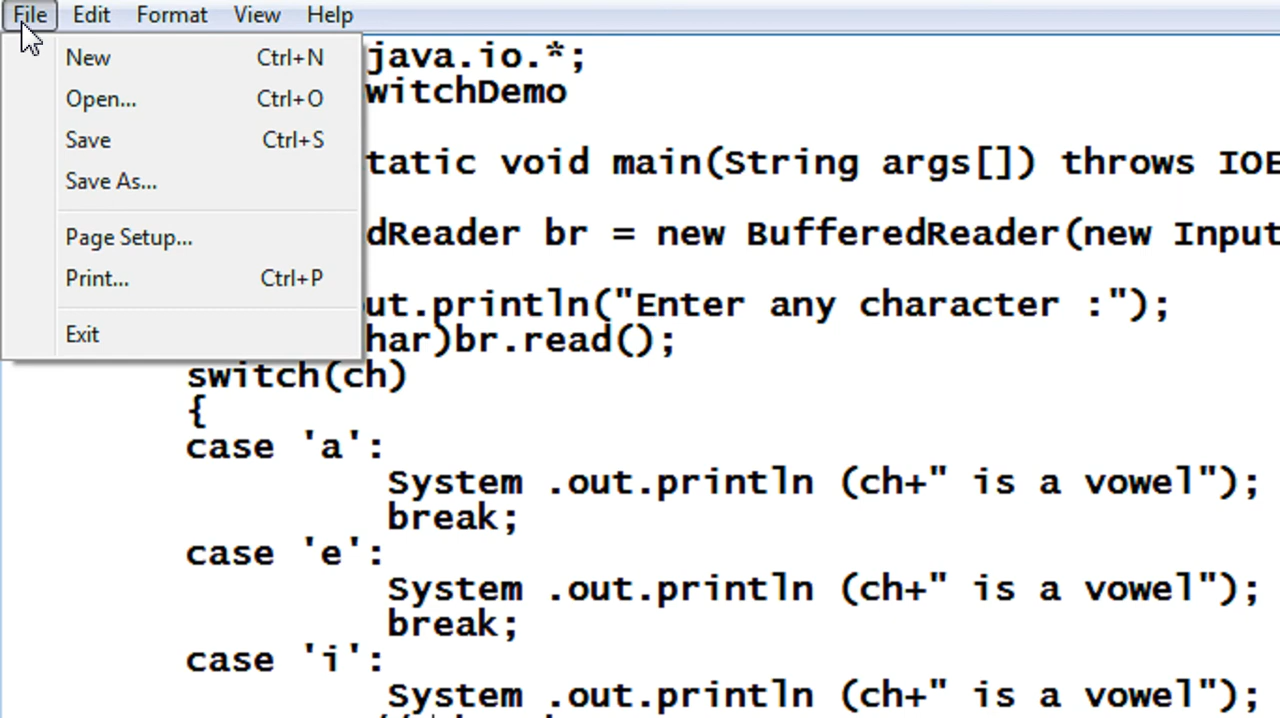 File Edit Format View Help
New Ctrl+N
Open... Ctrl+O
Save Ctrl+S
Save As...
Page Setup...
Print... Ctrl+P
Exit
java.io.*;
witchDemo
tatic void main(String args[]) throws IOE
dReader br = new BufferedReader(new Input
ut.println("Enter any character :");
har)br.read();
switch(ch)
{
case 'a':
System .out.println (ch+" is a vowel");
break;
case 'e':
System .out.println (ch+" is a vowel");
break;
case 'i':
System .out.println (ch+" is a vowel");